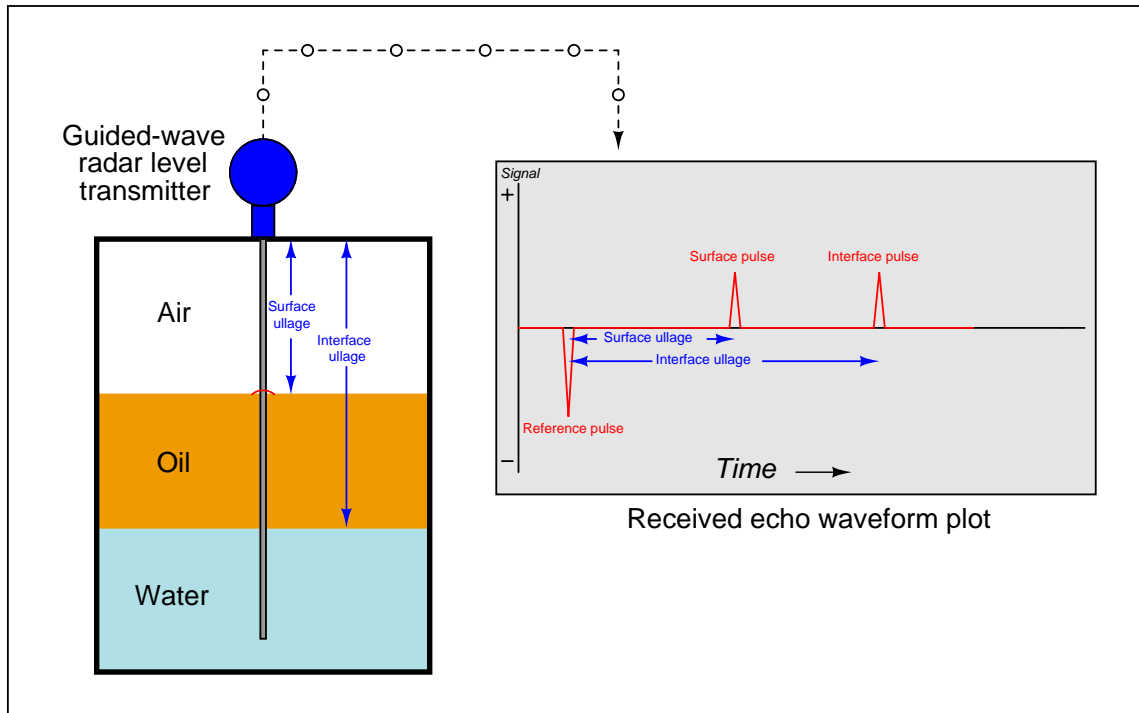 Guided-wave
radar level
transmitter
Air
Surface
ullage
Interface
ullage
Oil
Water
Signal
+
Surface pulse
Interface pulse
Surface ullage
Interface ullage
Reference pulse
−
Time
Received echo waveform plot